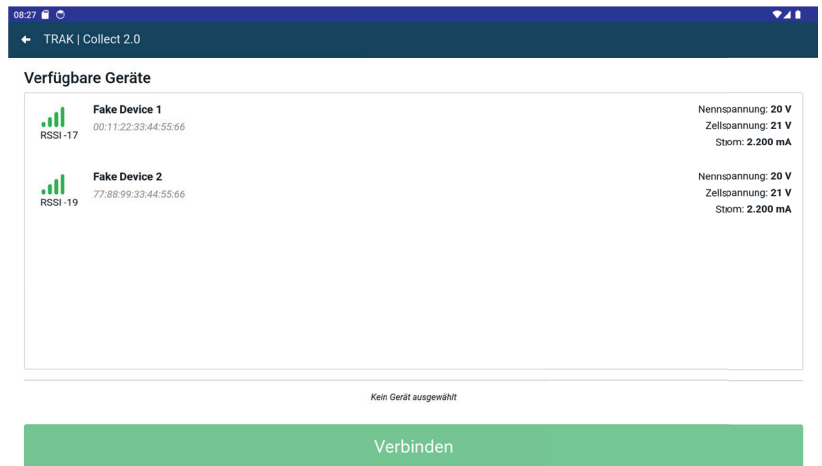 08:27
TRAK | Collect 2.0
Verfügbare Geräte
Fake Device 1
00:11:22:33:44:55:66
RSSI -17
Nennspannung: 20 V
Zellspannung: 21 V
Strom: 2.200 mA
Fake Device 2
77:88:99:33:44:55:66
RSSI -19
Nennspannung: 20 V
Zellspannung: 21 V
Strom: 2.200 mA
Kein Gerät ausgewählt
Verbinden